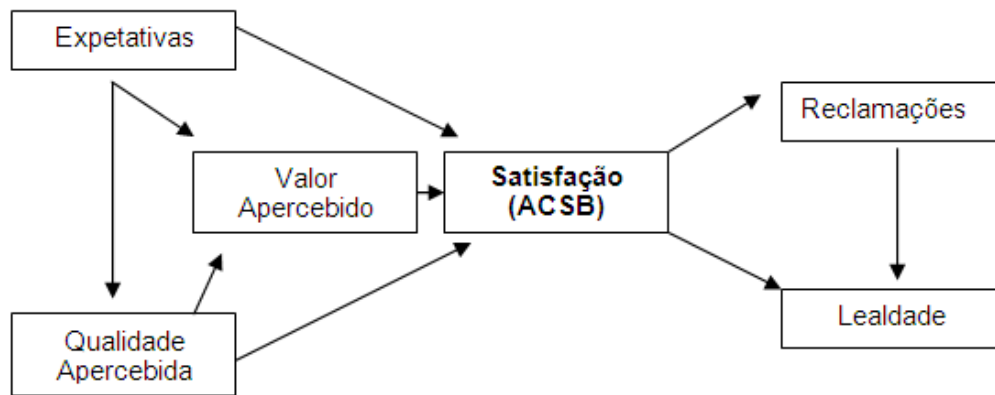 Expetativas
Reclamações
Valor
Apercebido
Satisfação
(ACSB)
Qualidade
Apercebida
Lealdade